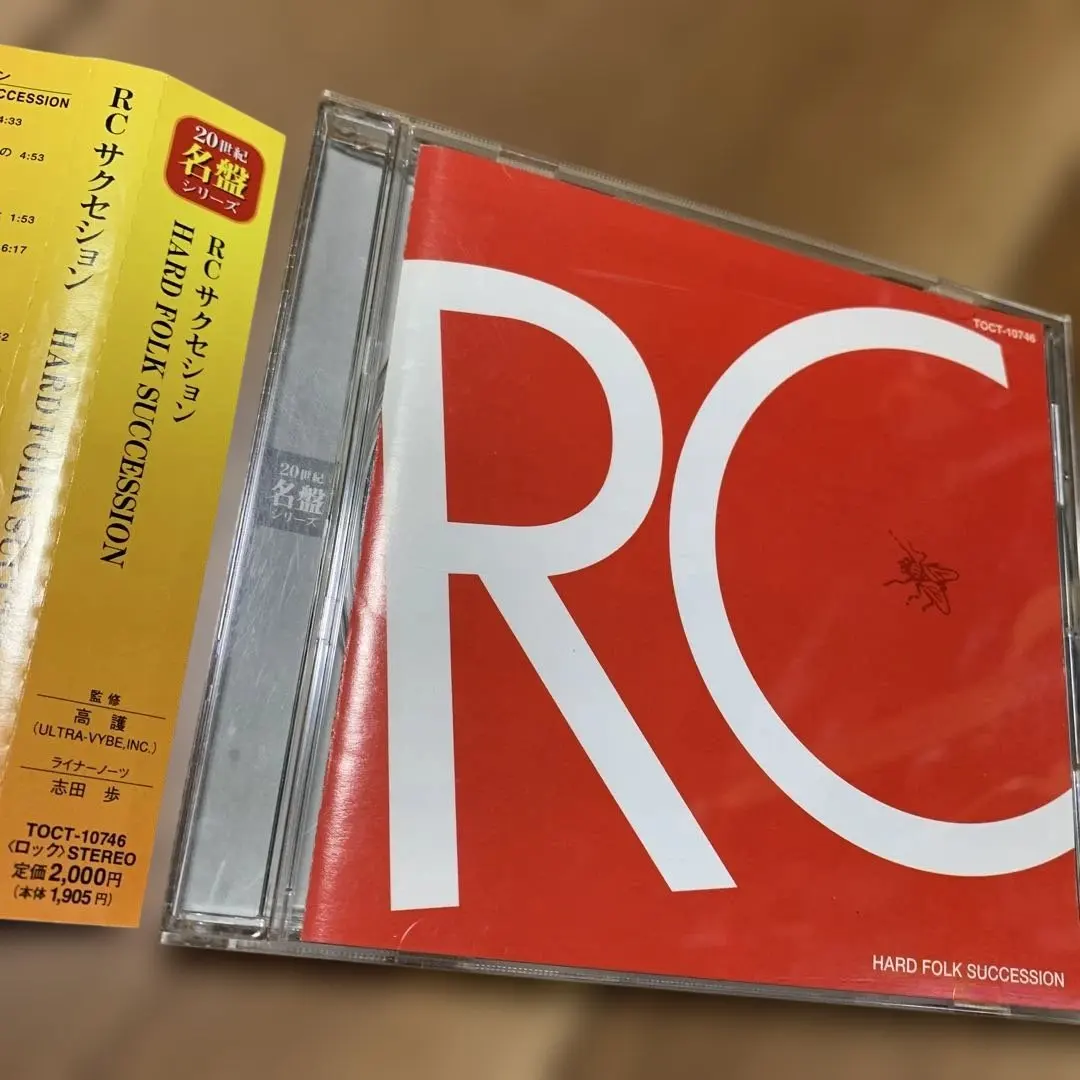 CCESSION
4:33
の 4:53
1:53
6:17
RCサクセション HARD FOLK SUC
20世紀
名盤
シリーズ
RCサクセション
HARD FOLK SUCCESSION
監修
高 護
(ULTRA-VYBE,INC.)
ライナーノーツ
志田 歩
TOCT-10746
〈ロック〉STEREO
定価2,000円
(本体 1,905円)
20世紀
名盤
シリーズ
TOCT-10746
RC
HARD FOLK SUCCESSION